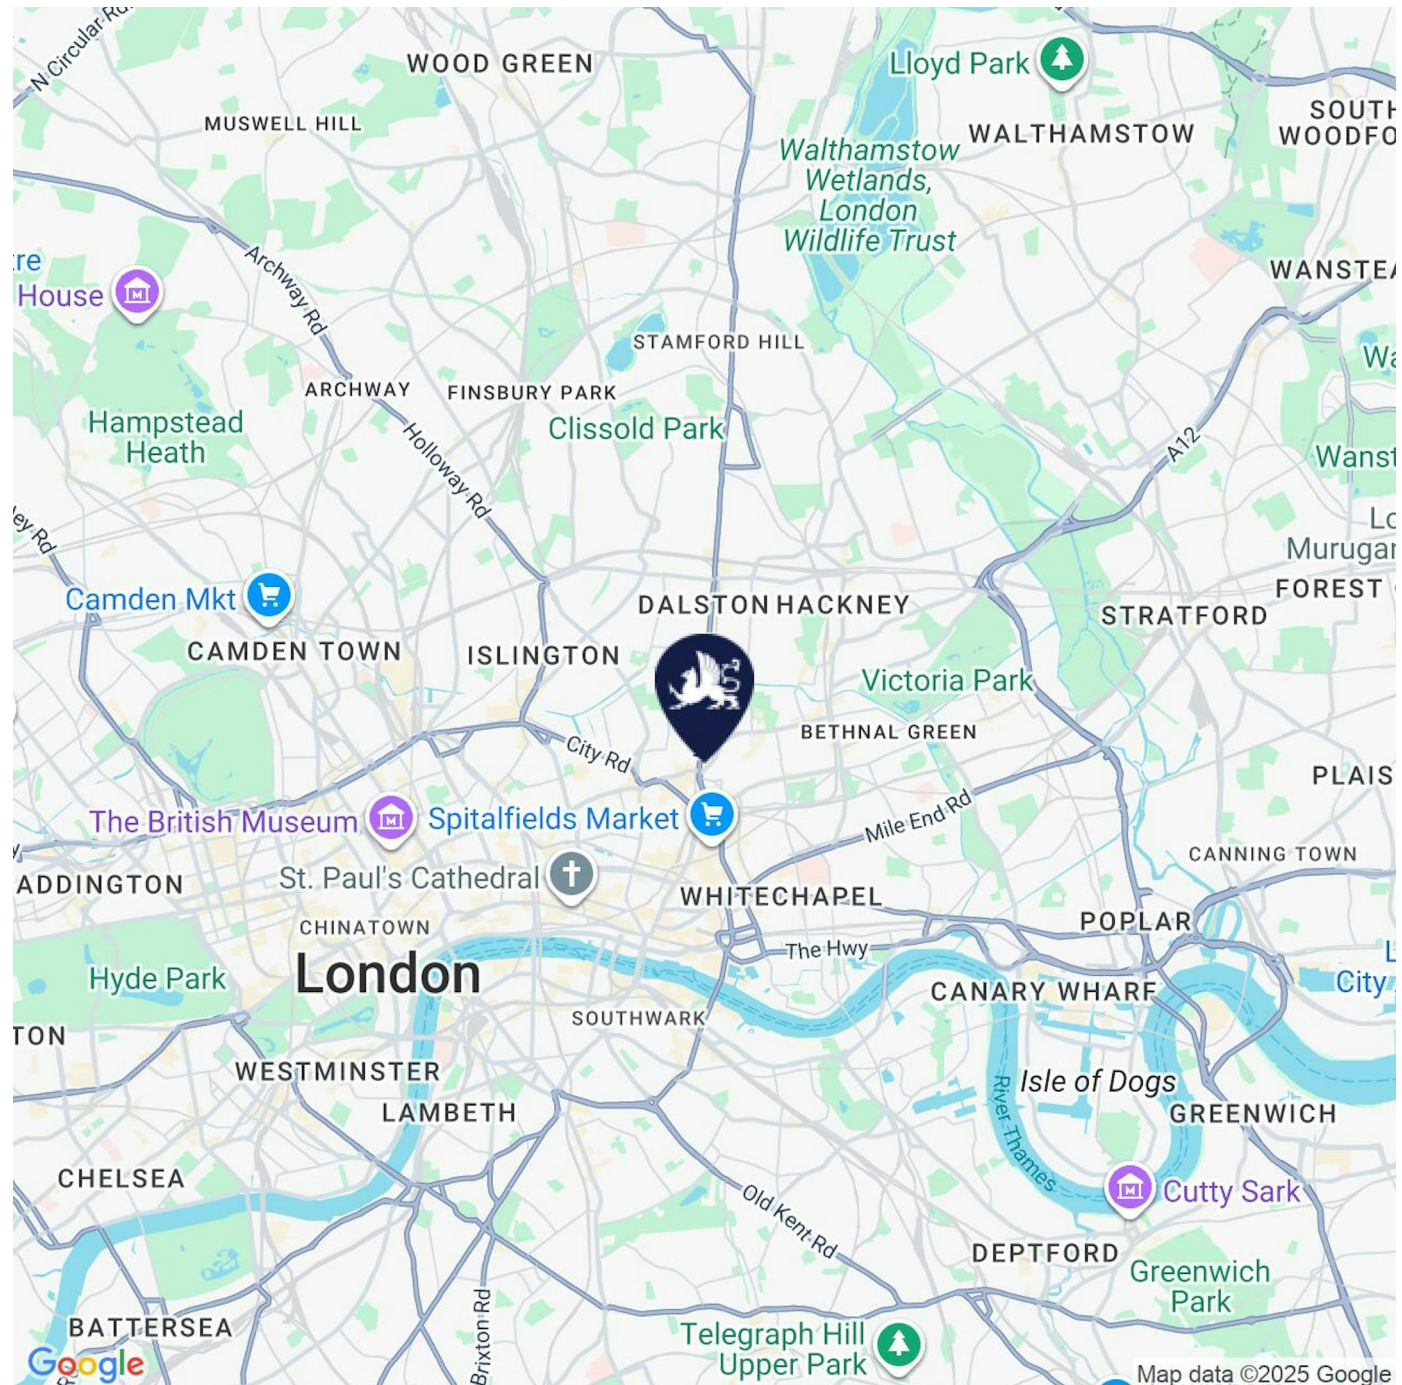 N Circular Rd.
WOOD GREEN
Lloyd Park
MUSWELL HILL
WALTHAMSTOW
SOUTH
WOODFO
Walthamstow
Wetlands,
London
Wildlife Trust
House
Archway Rd
WANSTEA
STAMFORD HILL
ARCHWAY
FINSBURY PARK
Hampstead
Heath
Clissold Park
Holloway Rd
A12
Wanst
ley Rd
Murugan
Camden Mkt
DALSTON
HACKNEY
FOREST
STRATFORD
CAMDEN TOWN
ISLINGTON
Victoria Park
BETHNAL GREEN
City Rd
PLAIS
The British Museum
Spitalfields Market
Mile End Rd
St. Paul's Cathedral
CANNING TOWN
ADDINGTON
WHITECHAPEL
CHINATOWN
POPLAR
The Hwy
London
Hyde Park
CANARY WHARF
City
SOUTHWARK
TON
WESTMINSTER
Isle of Dogs
LAMBETH
River Thames
GREENWICH
CHELSEA
Cutty Sark
Old Kent Rd
DEPTFORD
Greenwich
Park
BATTERSEA
Brixton Rd
Telegraph Hill
Upper Park
Google
Map data ©2025 Google